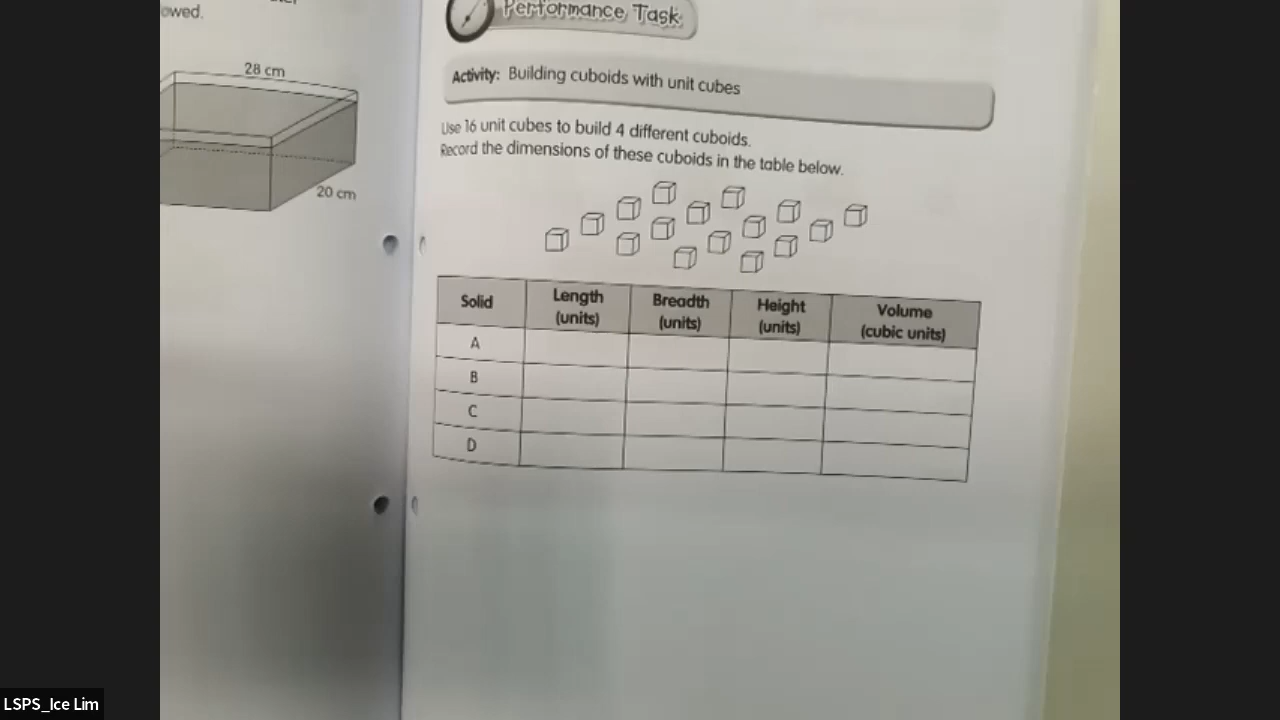 owed.
28 cm
20 cm
Performance Task
Activity: Building cuboids with unit cubes
Use 16 unit cubes to build 4 different cuboids.
Record the dimensions of these cuboids in the table below.
Solid Length (units) Breadth (units) Height (units) Volume (cubic units)
A
B
C
D
LSPS_Ice Lim